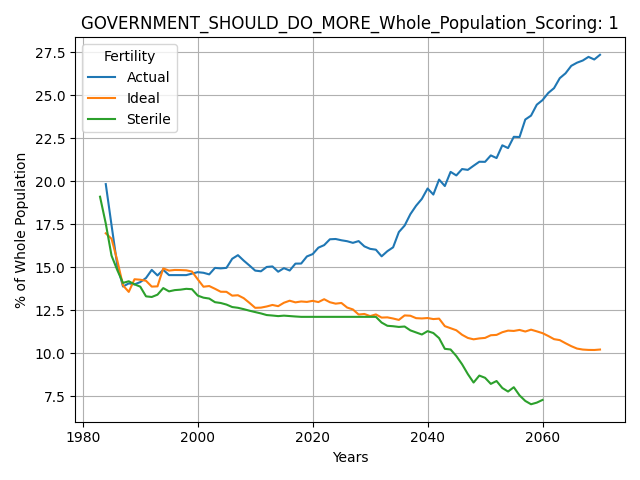 GOVERNMENT_SHOULD_DO_MORE_Whole_Population_Scoring: 1
Fertility
Actual
Ideal
Sterile
% of Whole Population
27.5
25.0
22.5
20.0
17.5
15.0
12.5
10.0
7.5
1980 2000 2020 2040 2060
Years